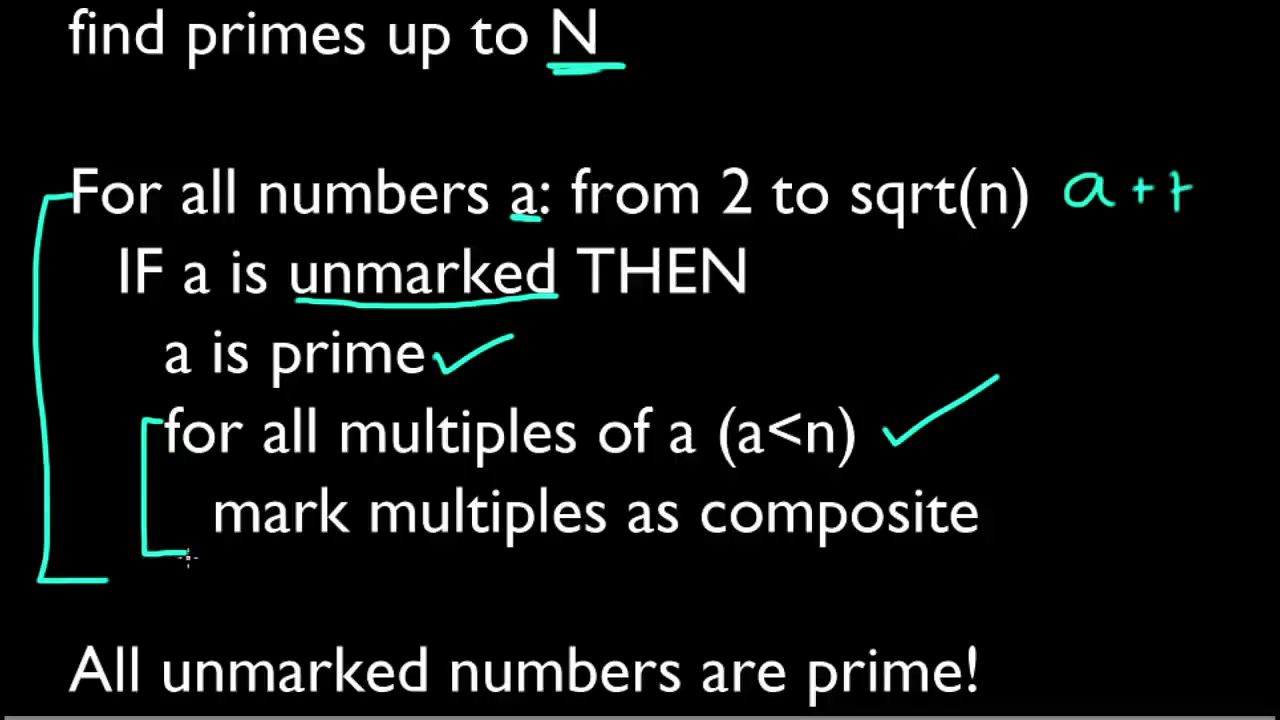 find primes up to N
For all numbers a: from 2 to sqrt(n) a++
IF a is unmarked THEN
a is prime
for all multiples of a (a<n)
mark multiples as composite
All unmarked numbers are prime!